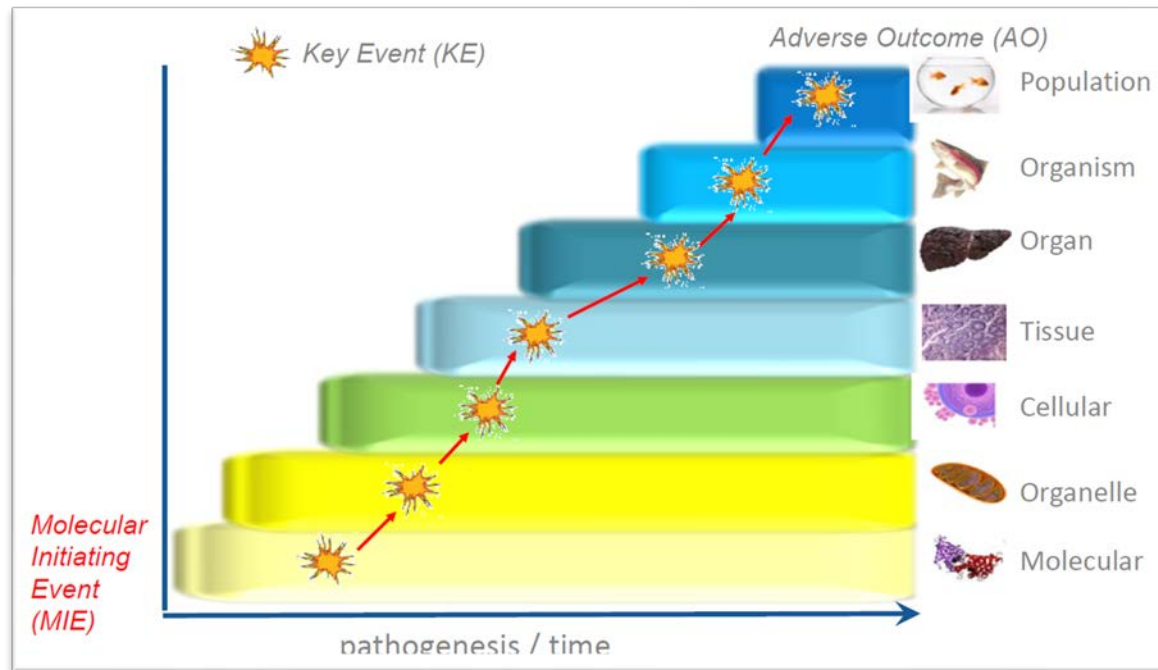 Key Event (KE)
Adverse Outcome (AO)
Population
Organism
Organ
Tissue
Cellular
Organelle
Molecular
Molecular
Initiating
Event
(MIE)
pathogenesis / time